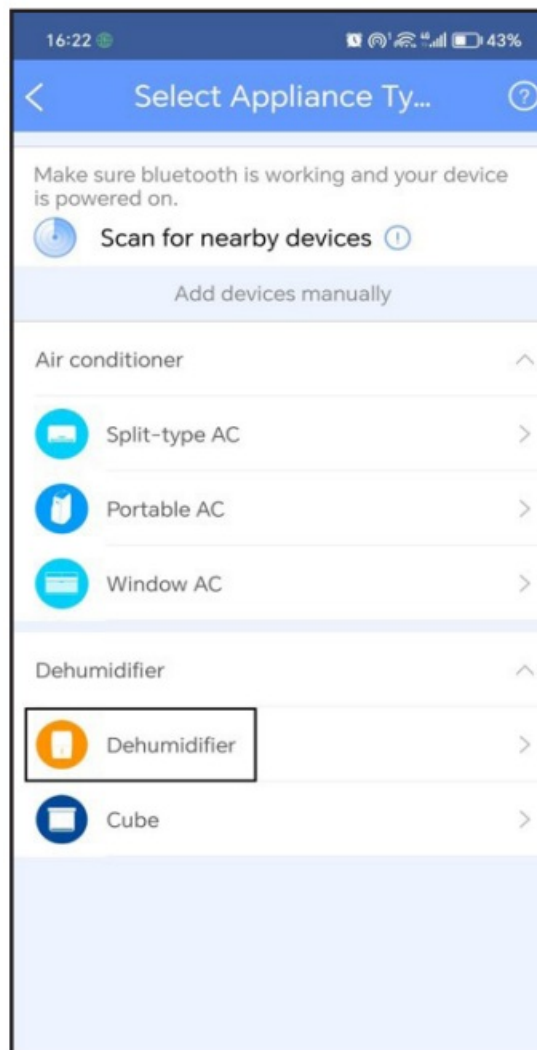 16:22
43%
Select Appliance Ty...
Make sure bluetooth is working and your device
is powered on.
Scan for nearby devices
Add devices manually
Air conditioner
Split-type AC
Portable AC
Window AC
Dehumidifier
Dehumidifier
Cube